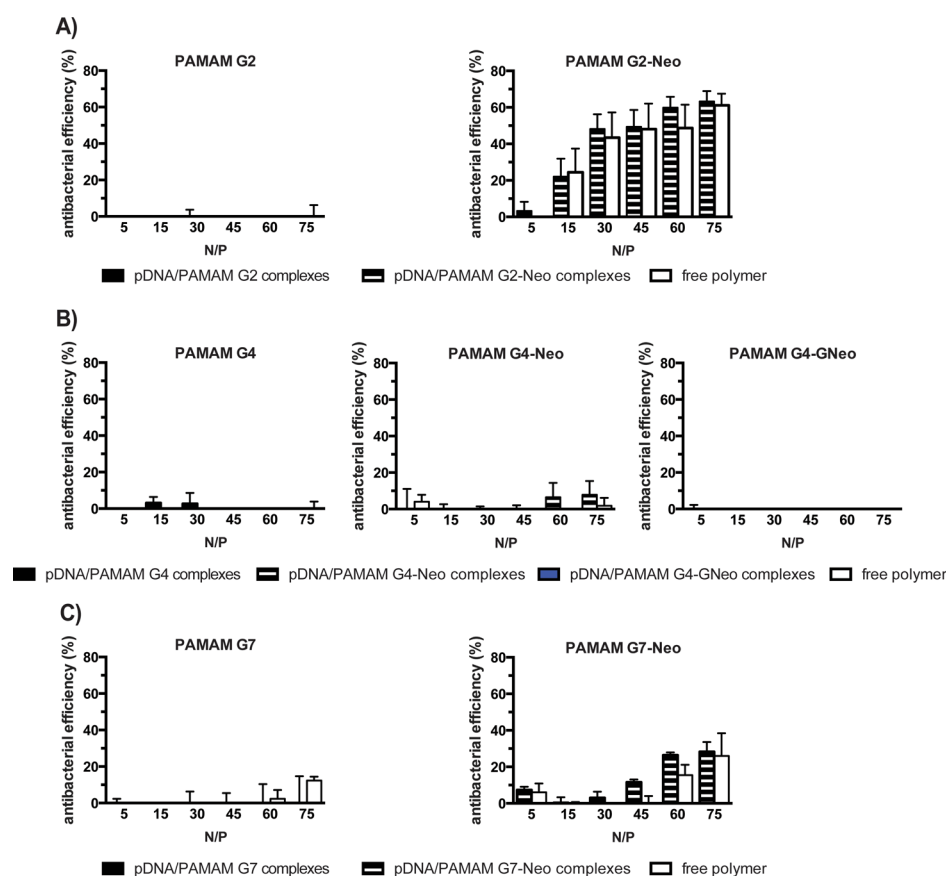 A)
PAMAM G2
PAMAM G2-Neo
antibacterial efficiency (%)
80
60
40
20
0
5 15 30 45 60 75
N/P
antibacterial efficiency (%)
80
60
40
20
0
5 15 30 45 60 75
N/P
pDNA/PAMAM G2 complexes pDNA/PAMAM G2-Neo complexes free polymer
B)
PAMAM G4
PAMAM G4-Neo
PAMAM G4-GNeo
antibacterial efficiency (%)
80
60
40
20
0
5 15 30 45 60 75
N/P
antibacterial efficiency (%)
80
60
40
20
0
5 15 30 45 60 75
N/P
antibacterial efficiency (%)
80
60
40
20
0
5 15 30 45 60 75
N/P
pDNA/PAMAM G4 complexes pDNA/PAMAM G4-Neo complexes pDNA/PAMAM G4-GNeo complexes free polymer
C)
PAMAM G7
PAMAM G7-Neo
antibacterial efficiency (%)
80
60
40
20
0
5 15 30 45 60 75
N/P
antibacterial efficiency (%)
80
60
40
20
0
5 15 30 45 60 75
N/P
pDNA/PAMAM G7 complexes pDNA/PAMAM G7-Neo complexes free polymer